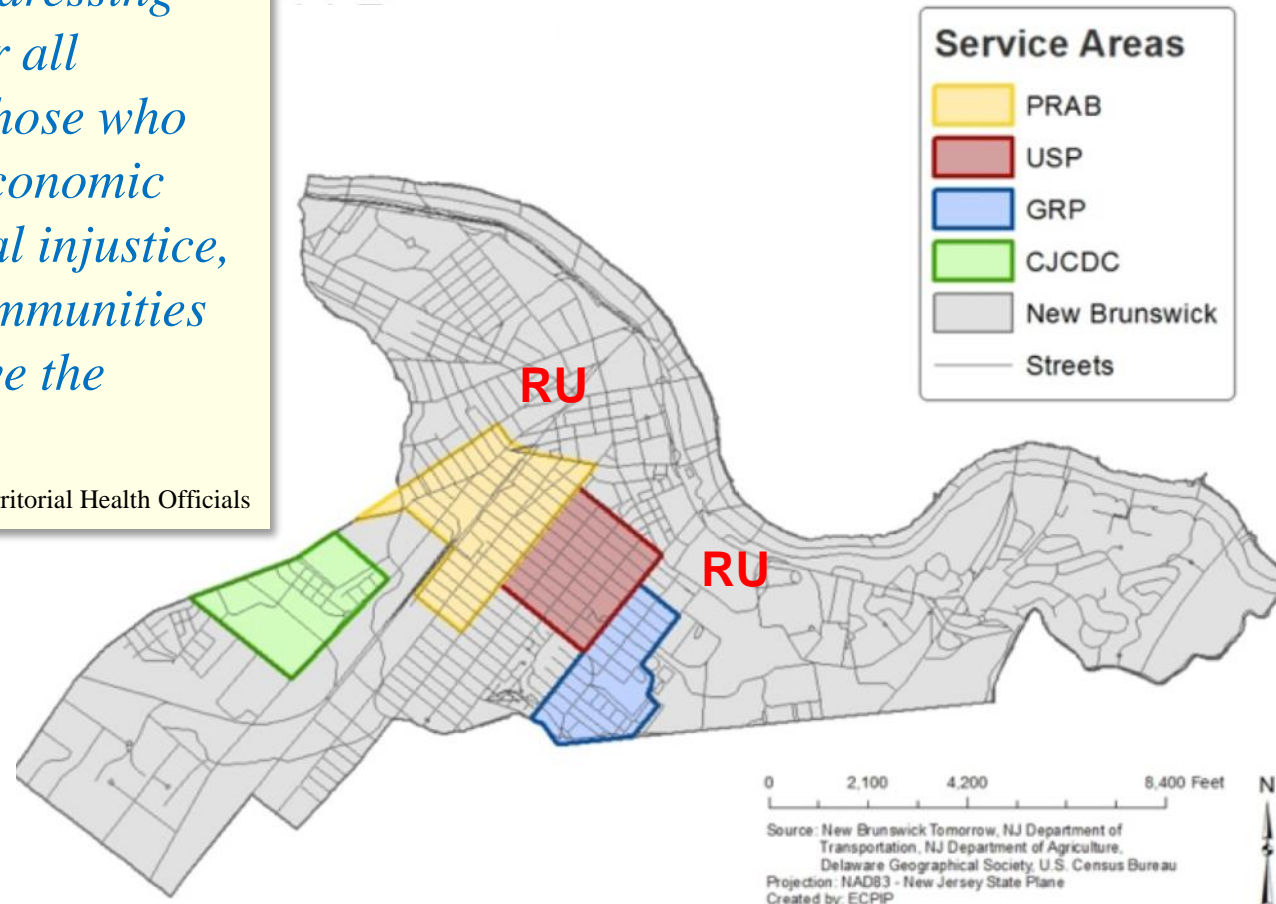 r all
hose who
conomic
al injustice,
mmunities
ve the
rritorial Health Officials
Service Areas
PRAB
USP
GRP
CJCDC
New Brunswick
Streets
RU
RU
0 2,100 4,200 8,400 Feet
N
Source: New Brunswick Tomorrow, NJ Department of
Transportation, NJ Department of Agriculture,
Delaware Geographical Society, U.S. Census Bureau
Projection: NAD83 - New Jersey State Plane
Created by: ECPIP